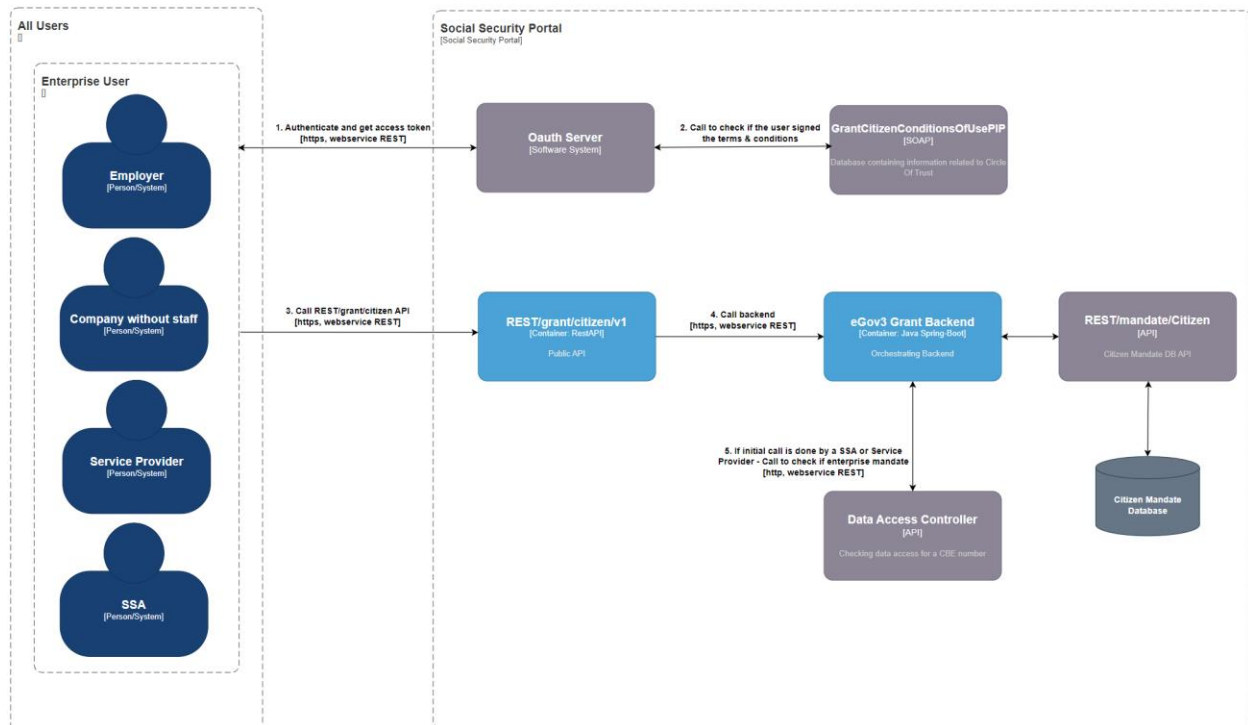 All Users
[]
Enterprise User
[]
Employer
[Person/System]
Company without staff
[Person/System]
Service Provider
[Person/System]
SSA
[Person/System]
1. Authenticate and get access token
[https, webservice REST]
3. Call REST/grant/citizen API
[https, webservice REST]
Social Security Portal
[Social Security Portal]
Oauth Server
[Software System]
2. Call to check if the user signed
the terms & conditions
GrantCitizenConditionsOfUsePIP
[SOAP]
Database containing information related to Circle
Of Trust
REST/grant/citizen/v1
[Container: RestAPI]
Public API
4. Call backend
[https, webservice REST]
eGov3 Grant Backend
[Container: Java Spring-Boot]
Orchestrating Backend
REST/mandate/Citizen
[API]
Citizen Mandate DB API
5. If initial call is done by a SSA or Service
Provider - Call to check if enterprise mandate
[http, webservice REST]
Data Access Controller
[API]
Checking data access for a CBE number
Citizen Mandate
Database